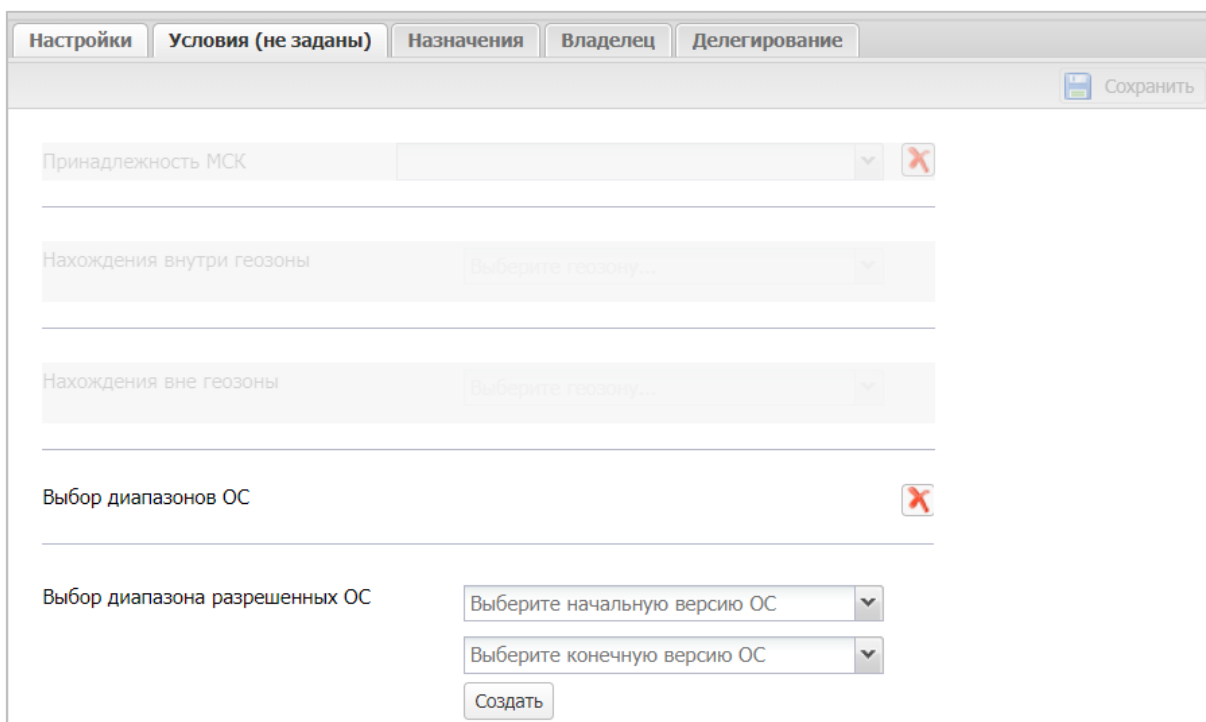 Настройки Условия (не заданы) Назначения Владелец Делегирование
Сохранить
Принадлежность МСК
Нахождения внутри геозоны Выберите геозону...
Нахождения вне геозоны Выберите геозону...
Выбор диапазонов ОС
Выбор диапазона разрешенных ОС Выберите начальную версию ОС
Выберите конечную версию ОС
Создать